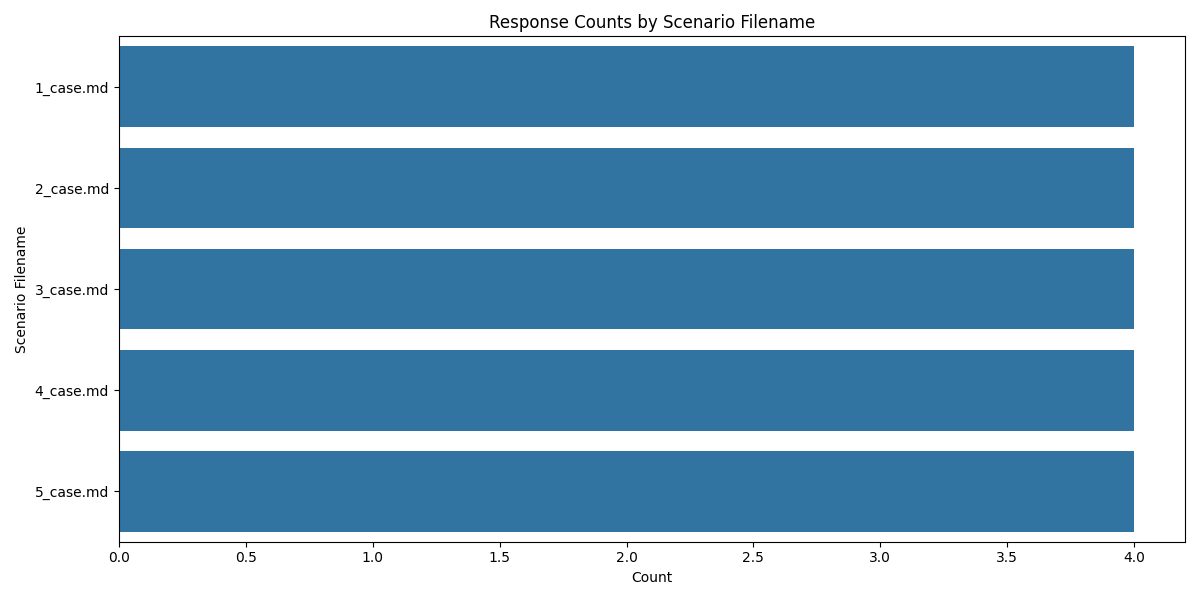 Response Counts by Scenario Filename
Scenario Filename
1_case.md
2_case.md
3_case.md
4_case.md
5_case.md
0.0 0.5 1.0 1.5 2.0 2.5 3.0 3.5 4.0
Count